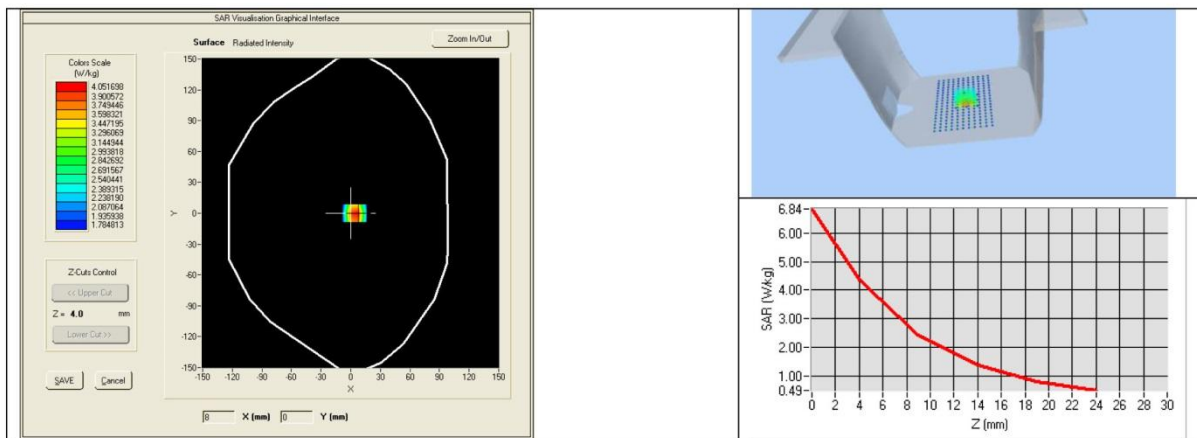 SAR Visualisation Graphical Interface
Surface Radiated Intensity
Zoom In/Out
Colors Scale
(W/kg)
4.051698
3.900572
3.749446
3.598321
3.447195
3.296069
3.144944
2.993818
2.842692
2.691567
2.540441
2.389315
2.238190
2.087064
1.935938
1.784813
Z-Cuts Control
<< Upper Cut
Z = 4.0 mm
Lower Cut >>
SAVE
Cancel
150
120
90
60
30
0
-30
-60
-90
-120
-150
Y
-150 -120 -90 -60 -30 0 30 60 90 120 150
X
8 X (mm) 0 Y (mm)
6.84
6.00
5.00
4.00
3.00
2.00
1.00
0.49
SAR (W/kg)
0 2 4 6 8 10 12 14 16 18 20 22 24 26 28 30
Z (mm)